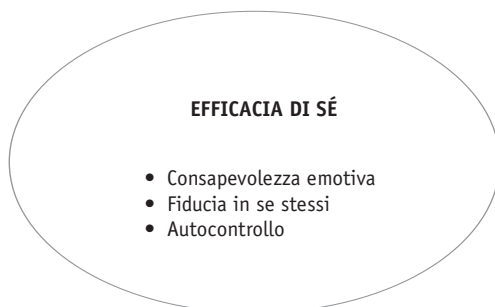 EFFICACIA DI SÉ
• Consapevolezza emotiva
• Fiducia in se stessi
• Autocontrollo